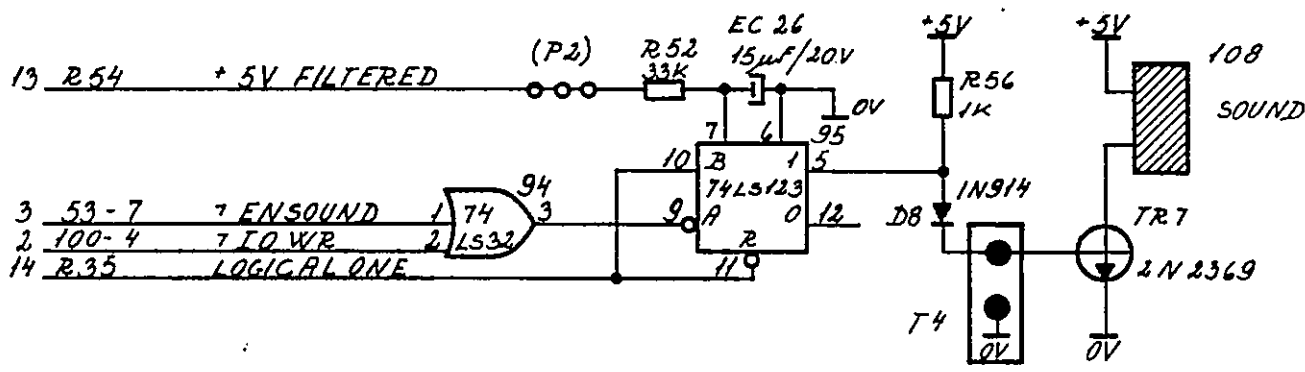 EC 26
+5V
+5V
(P2)
R52
33K
15µF/20V
108
13 R54 +5V FILTERED
R56
1K
SOUND
0V
7
6
95
10
B
1
5
94
74LS123
1N914
3 53-7 ¬ ENSOUND
1
74
3
9
A
0
12
D8
TR7
2 100-4 ¬ IO WR
2
LS32
R
14 R35 LOGICAL ONE
11
2N2369
T4
0V
0V